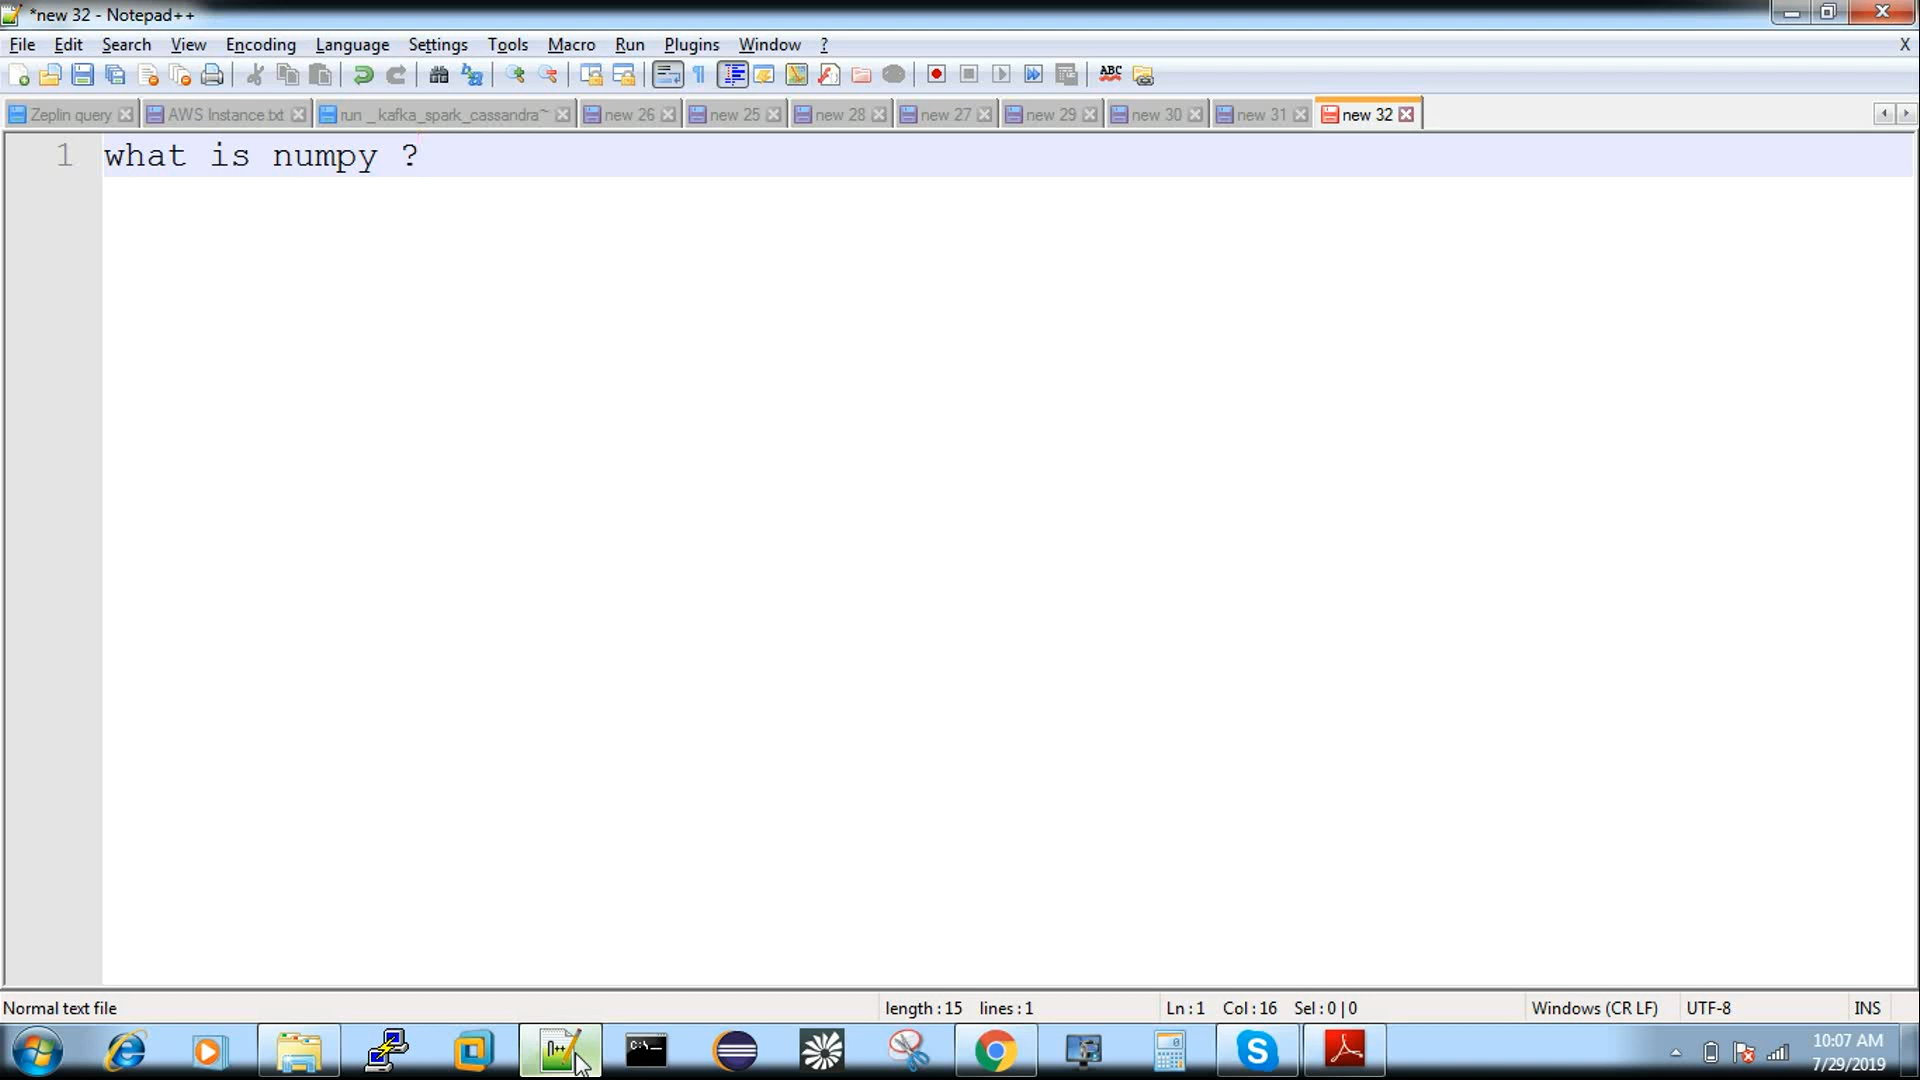 *new 32 - Notepad++
File Edit Search View Encoding Language Settings Tools Macro Run Plugins Window ? X
ABC
Zeplin query AWS Instance.txt run _kafka_spark_cassandra~ new 26 new 25 new 28 new 27 new 29 new 30 new 31 new 32
1 what is numpy ?
Normal text file length : 15 lines : 1 Ln : 1 Col : 16 Sel : 0 | 0 Windows (CR LF) UTF-8 INS
10:07 AM
7/29/2019